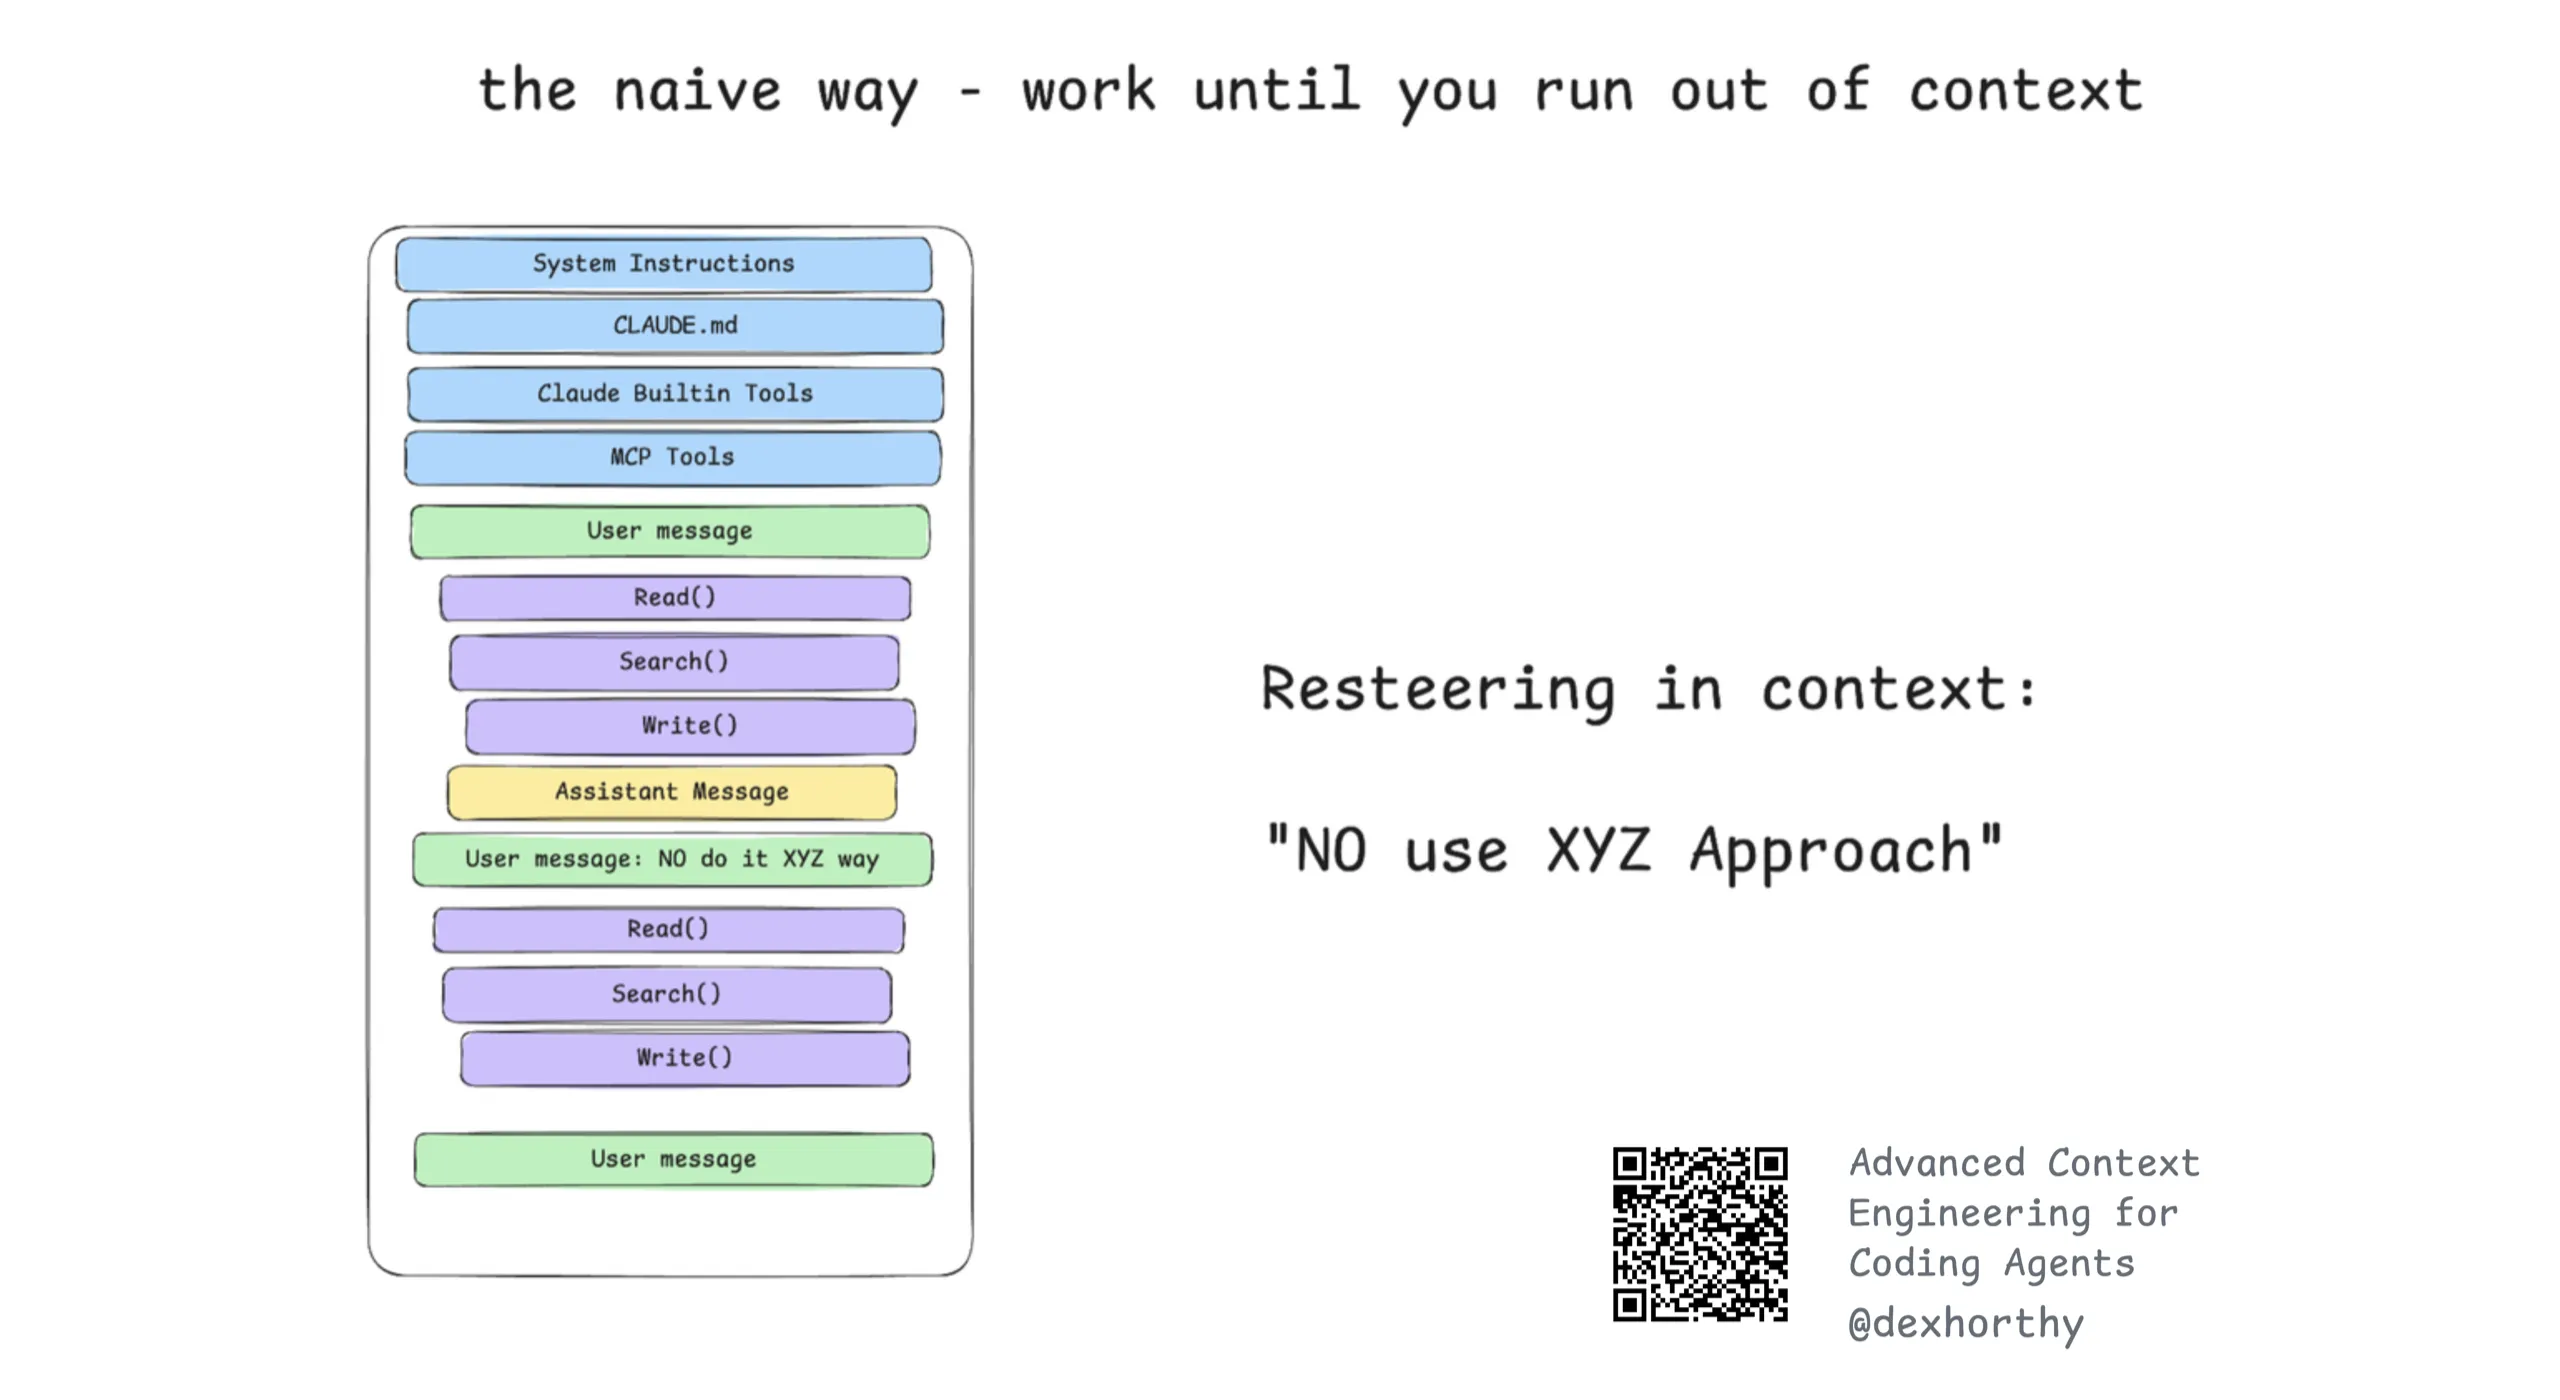 the naive way - work until you run out of context
System Instructions
CLAUDE.md
Claude Builtin Tools
MCP Tools
User message
Read()
Search()
Write()
Assistant Message
User message: NO do it XYZ way
Read()
Search()
Write()
User message
Resteering in context:
"NO use XYZ Approach"
Advanced Context
Engineering for
Coding Agents
@dexhorthy